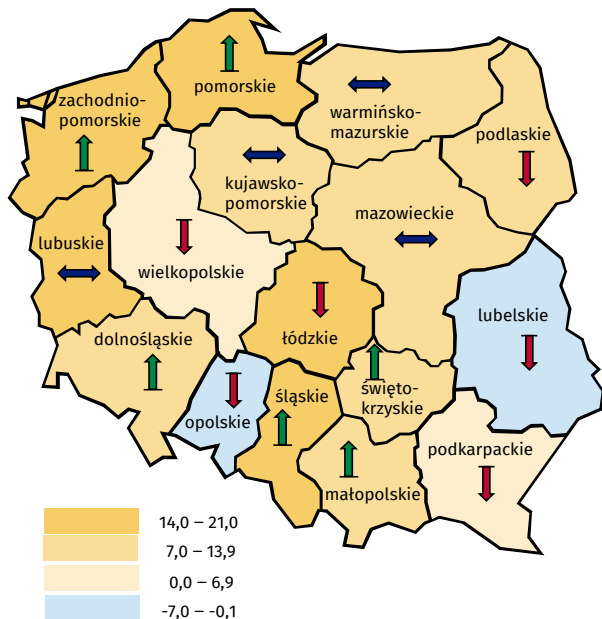 pomorskie
zachodnio-
pomorskie
warmińsko-
mazurskie
podlaskie
kujawsko-
pomorskie
mazowieckie
lubuskie
wielkopolskie
lubelskie
dolnośląskie
łódzkie
śląskie
święto-
krzyskie
opolskie
podkarpackie
małopolskie
14,0 – 21,0
7,0 – 13,9
0,0 – 6,9
-7,0 – -0,1